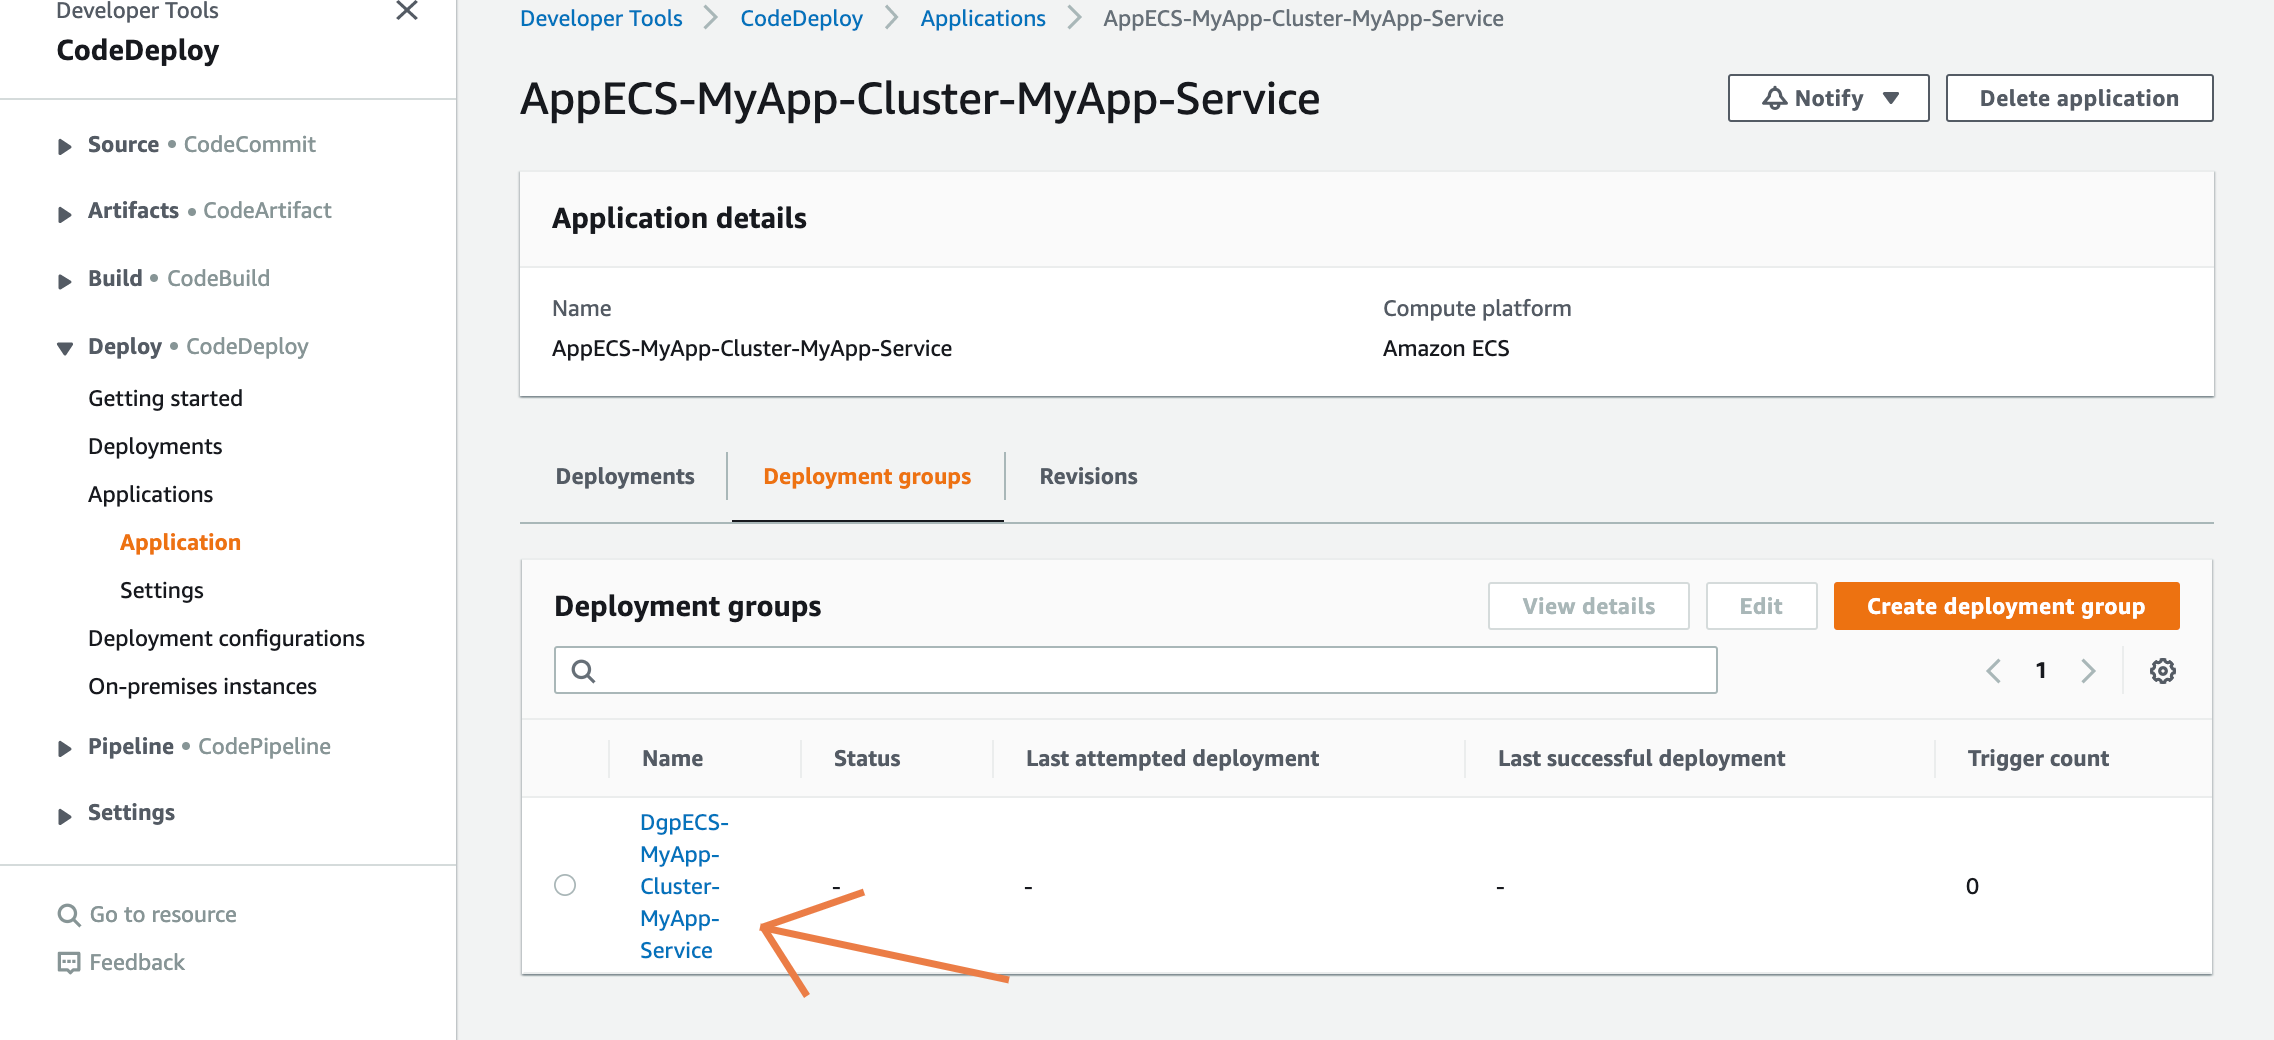 Developer Tools
CodeDeploy
Source • CodeCommit
Artifacts • CodeArtifact
Build • CodeBuild
Deploy • CodeDeploy
Getting started
Deployments
Applications
Application
Settings
Deployment configurations
On-premises instances
Pipeline • CodePipeline
Settings
Go to resource
Feedback
Developer Tools > CodeDeploy > Applications > AppECS-MyApp-Cluster-MyApp-Service
AppECS-MyApp-Cluster-MyApp-Service
Notify
Delete application
Application details
Name
AppECS-MyApp-Cluster-MyApp-Service
Compute platform
Amazon ECS
Deployments
Deployment groups
Revisions
Deployment groups
View details
Edit
Create deployment group
1
Name Status Last attempted deployment Last successful deployment Trigger count
DgpECS-
MyApp-
Cluster-
MyApp-
Service
- - - 0